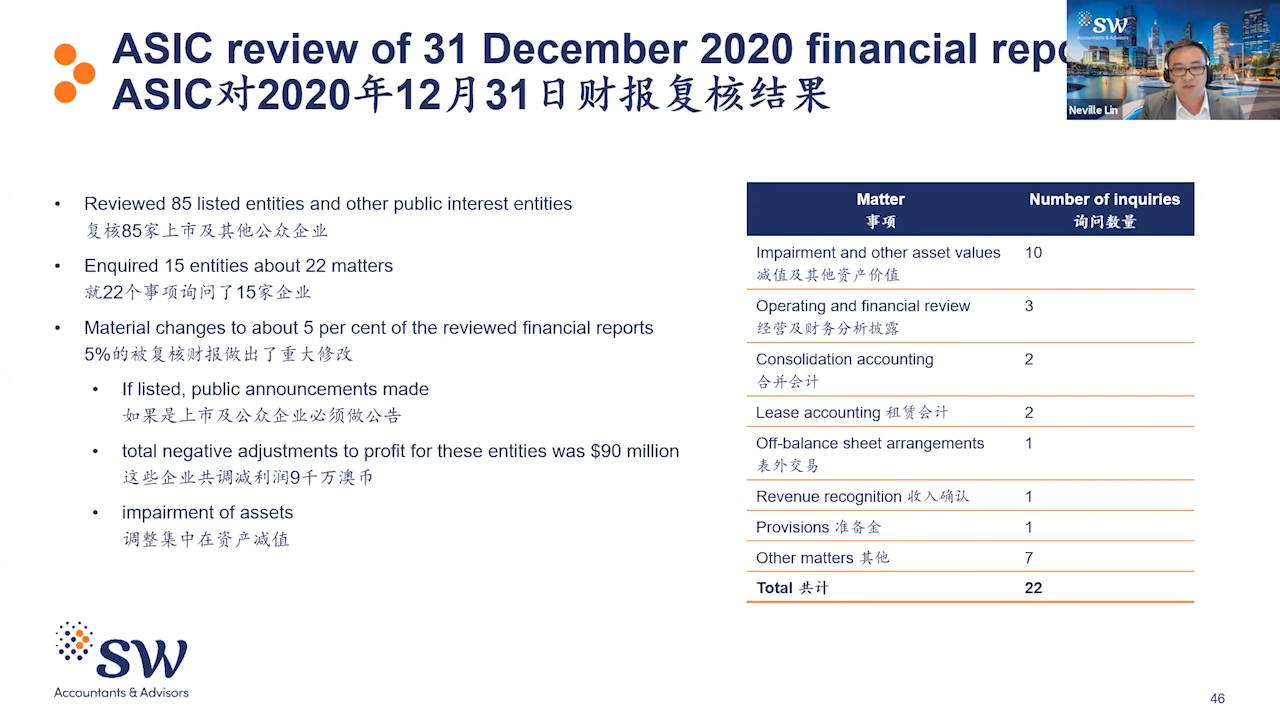 ASIC review of 31 December 2020 financial repo
ASIC对2020年12月31日财报复核结果
SW
Accountants & Advisors
Neville Lin
• Reviewed 85 listed entities and other public interest entities
复核85家上市及其他公众企业
• Enquired 15 entities about 22 matters
就22个事项询问了15家企业
• Material changes to about 5 per cent of the reviewed financial reports
5%的被复核财报做出了重大修改
• If listed, public announcements made
如果是上市及公众企业必须做公告
• total negative adjustments to profit for these entities was $90 million
这些企业共调减利润9千万澳币
• impairment of assets
调整集中在资产减值
Matter Number of inquiries
事项 询问数量
Impairment and other asset values 10
减值及其他资产价值
Operating and financial review 3
经营及财务分析披露
Consolidation accounting 2
合并会计
Lease accounting 租赁会计 2
Off-balance sheet arrangements 1
表外交易
Revenue recognition 收入确认 1
Provisions 准备金 1
Other matters 其他 7
Total 共计 22
SW
Accountants & Advisors
46